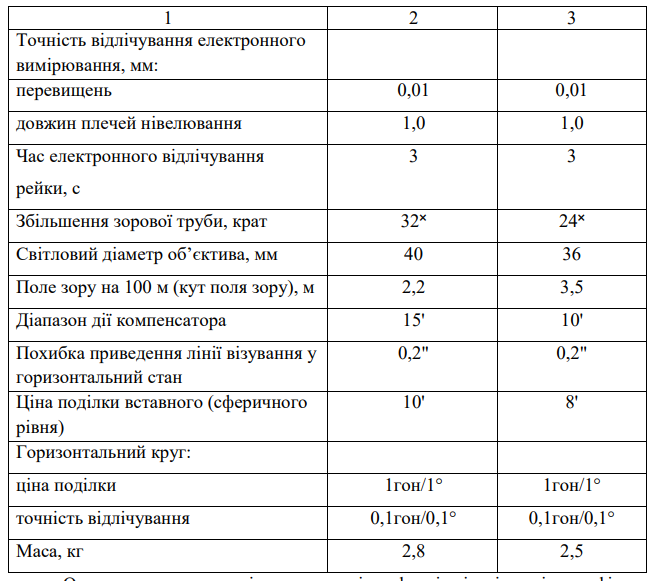 1 2 3
Точність відлічування електронного
вимірювання, мм:
перевищень 0,01 0,01
довжин плечей нівелювання 1,0 1,0
Час електронного відлічування 3 3
рейки, с
Збільшення зорової труби, крат 32ˣ 24ˣ
Світловий діаметр об’єктива, мм 40 36
Поле зору на 100 м (кут поля зору), м 2,2 3,5
Діапазон дії компенсатора 15' 10'
Похибка приведення лінії візування у 0,2" 0,2"
горизонтальний стан
Ціна поділки вставного (сферичного 10' 8'
рівня)
Горизонтальний круг:
ціна поділки 1гон/1° 1гон/1°
точність відлічування 0,1гон/0,1° 0,1гон/0,1°
Маса, кг 2,8 2,5